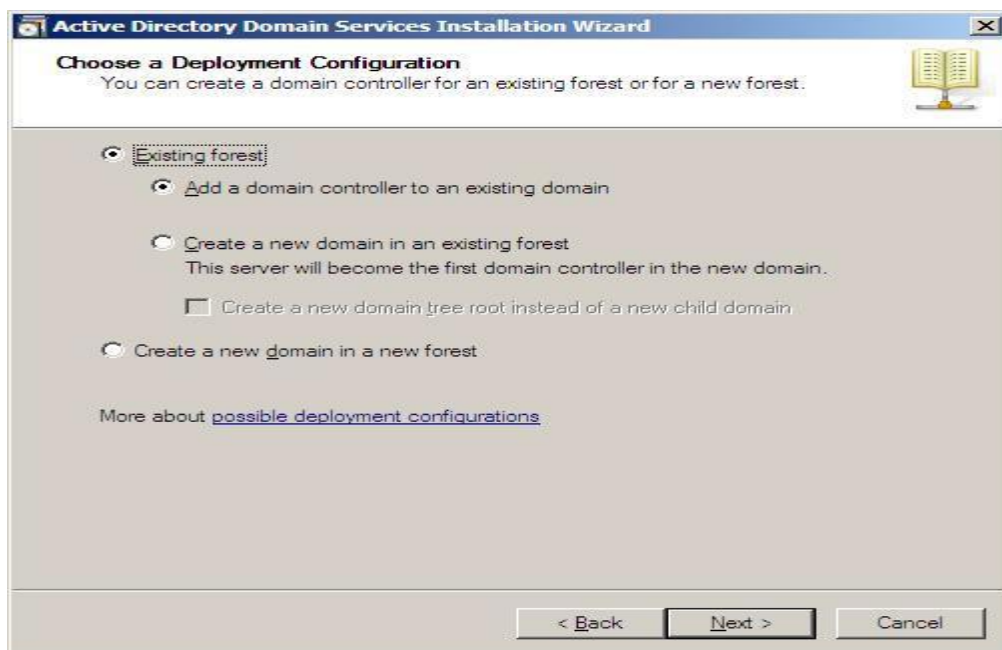 Active Directory Domain Services Installation Wizard
Choose a Deployment Configuration
You can create a domain controller for an existing forest or for a new forest.
Existing forest
Add a domain controller to an existing domain
Create a new domain in an existing forest
This server will become the first domain controller in the new domain.
Create a new domain tree root instead of a new child domain
Create a new domain in a new forest
More about possible deployment configurations
< Back Next > Cancel